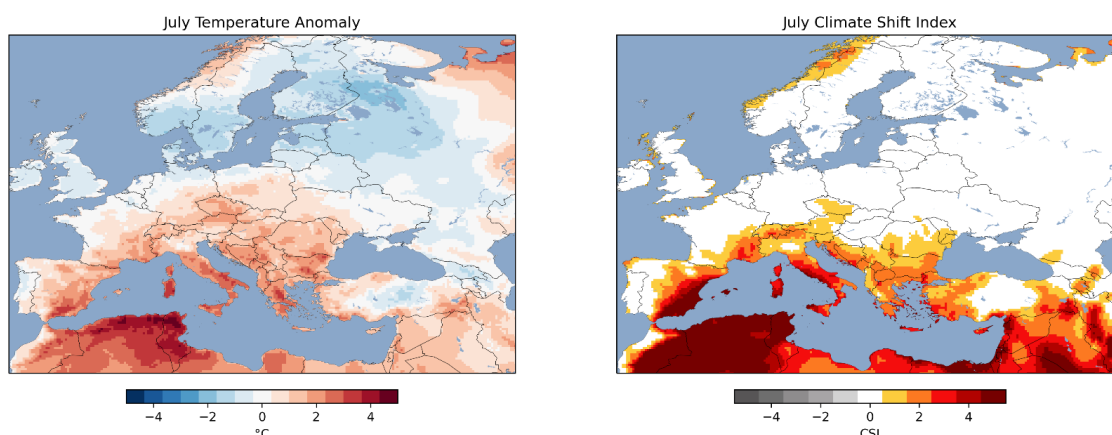 July Temperature Anomaly
July Climate Shift Index
−4 −2 0 2 4
°C
−4 −2 0 2 4
CSI